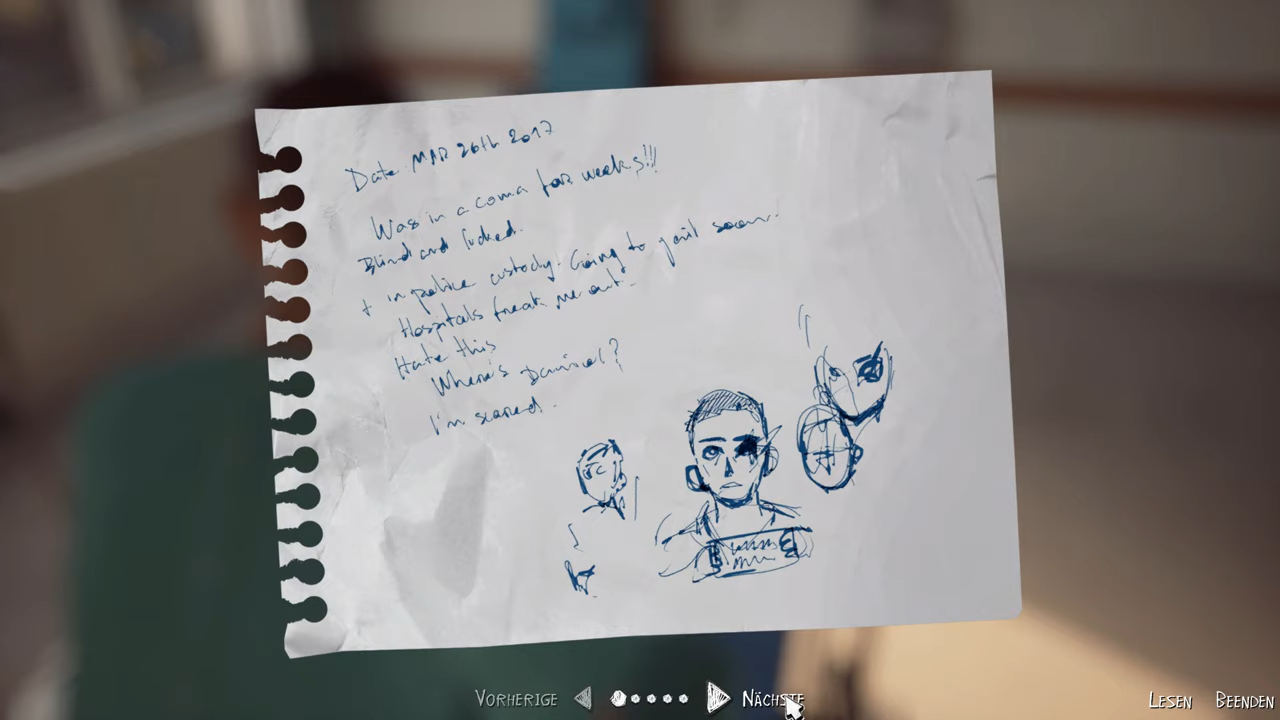 Date MAR 26th 2017
Was in a coma for weeks!!!
Blind and fucked.
+ in police custody. Going to jail soon.
Hospitals freak me out.
Hate this
Where's Daniel?
I'm scared.
VORHERIGE
NÄCHSTE
LESEN
BEENDEN